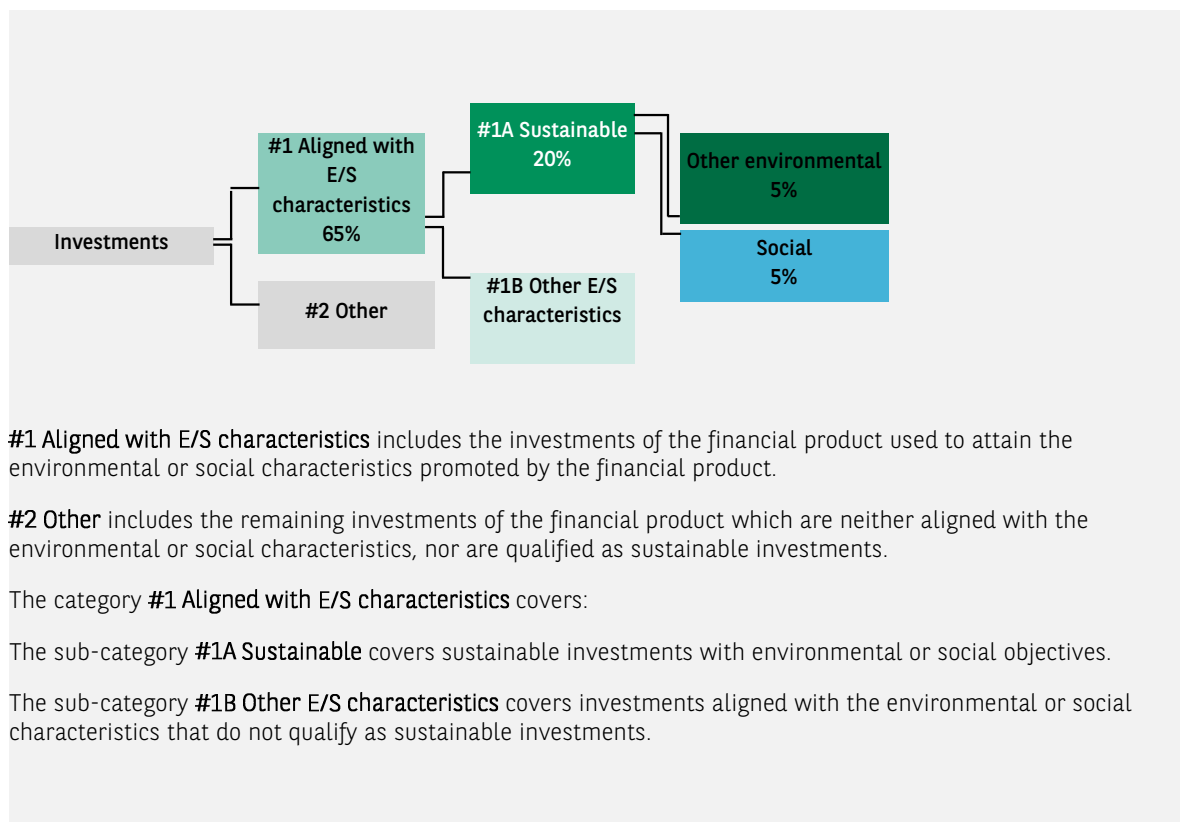 Investments
#1 Aligned with
E/S
characteristics
65%
#2 Other
#1A Sustainable
20%
#1B Other E/S
characteristics
Other environmental
5%
Social
5%
#1 Aligned with E/S characteristics includes the investments of the financial product used to attain the
environmental or social characteristics promoted by the financial product.
#2 Other includes the remaining investments of the financial product which are neither aligned with the
environmental or social characteristics, nor are qualified as sustainable investments.
The category #1 Aligned with E/S characteristics covers:
The sub-category #1A Sustainable covers sustainable investments with environmental or social objectives.
The sub-category #1B Other E/S characteristics covers investments aligned with the environmental or social
characteristics that do not qualify as sustainable investments.